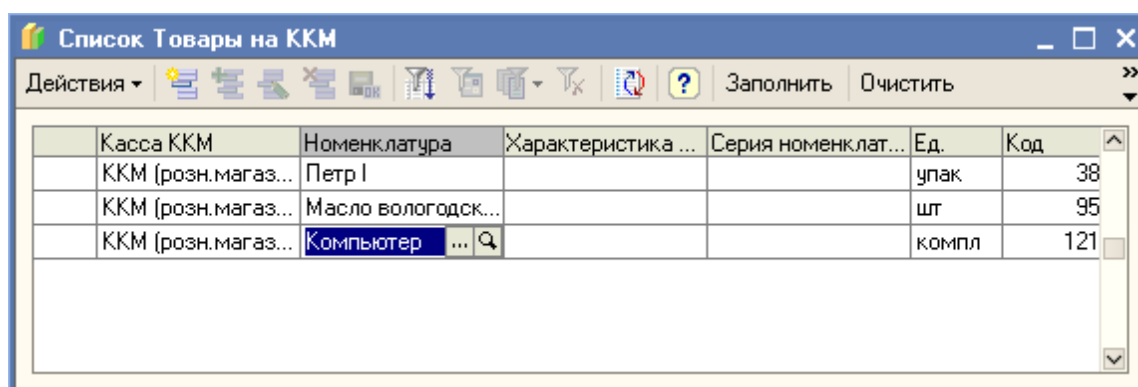 Список Товары на ККМ
Действия Заполнить Очистить
Касса ККМ Номенклатура Характеристика ... Серия номенклат... Ед. Код
ККМ (розн.магаз... Петр I упак 38
ККМ (розн.магаз... Масло вологодск... шт 95
ККМ (розн.магаз... Компьютер ... компл 121